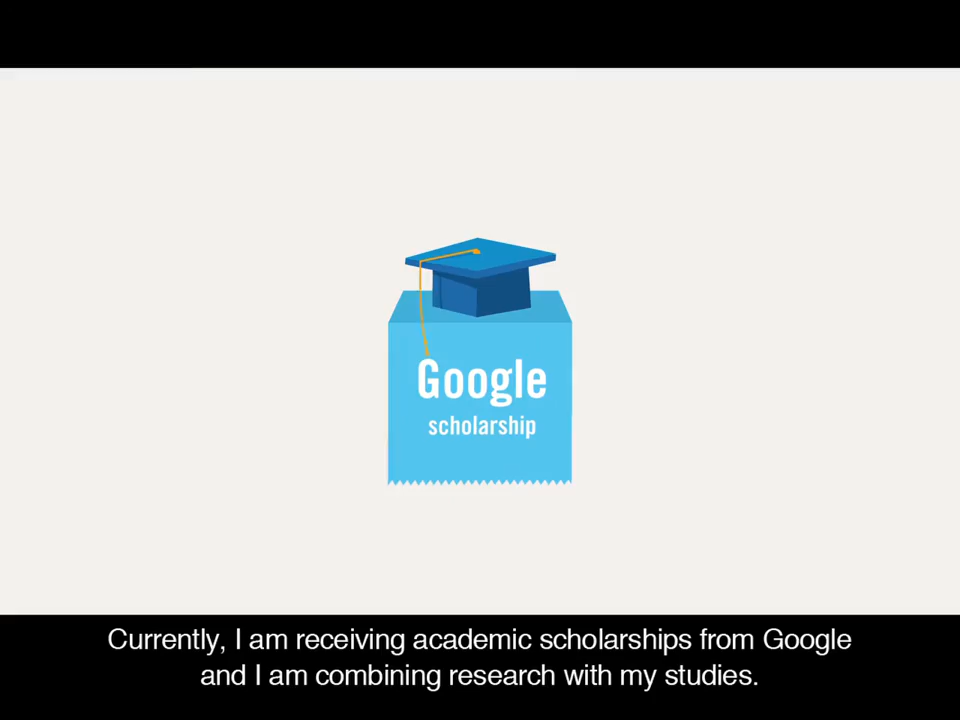 Google
scholarship
Currently, I am receiving academic scholarships from Google
and I am combining research with my studies.